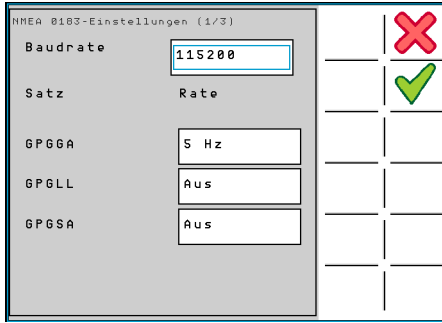 NMEA 0183-Einstellungen (1/3)
Baudrate 115200
Satz Rate
GPGGA 5 Hz
GPGLL Aus
GPGSA Aus